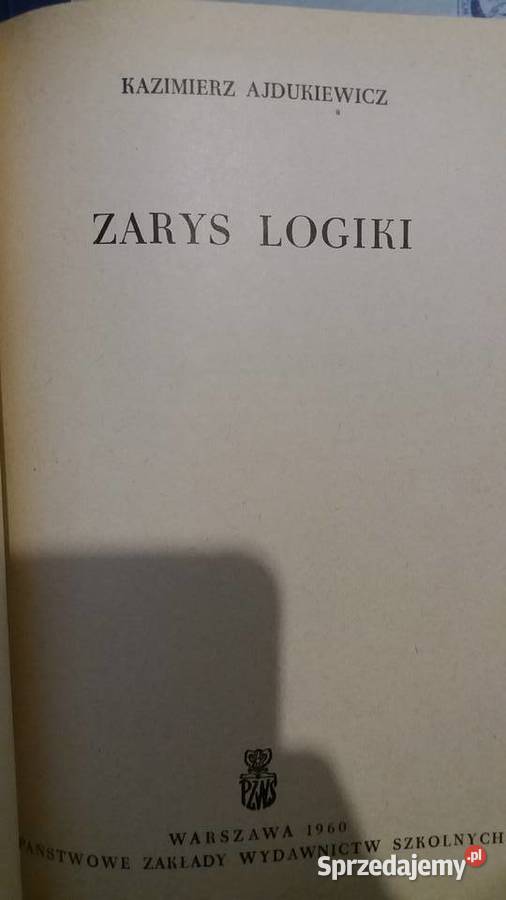 KAZIMIERZ AJDUKIEWICZ
ZARYS LOGIKI
PZWS
WARSZAWA 1960
PAŃSTWOWE ZAKŁADY WYDAWNICTW SZKOLNYCH
Sprzedajemy.pl